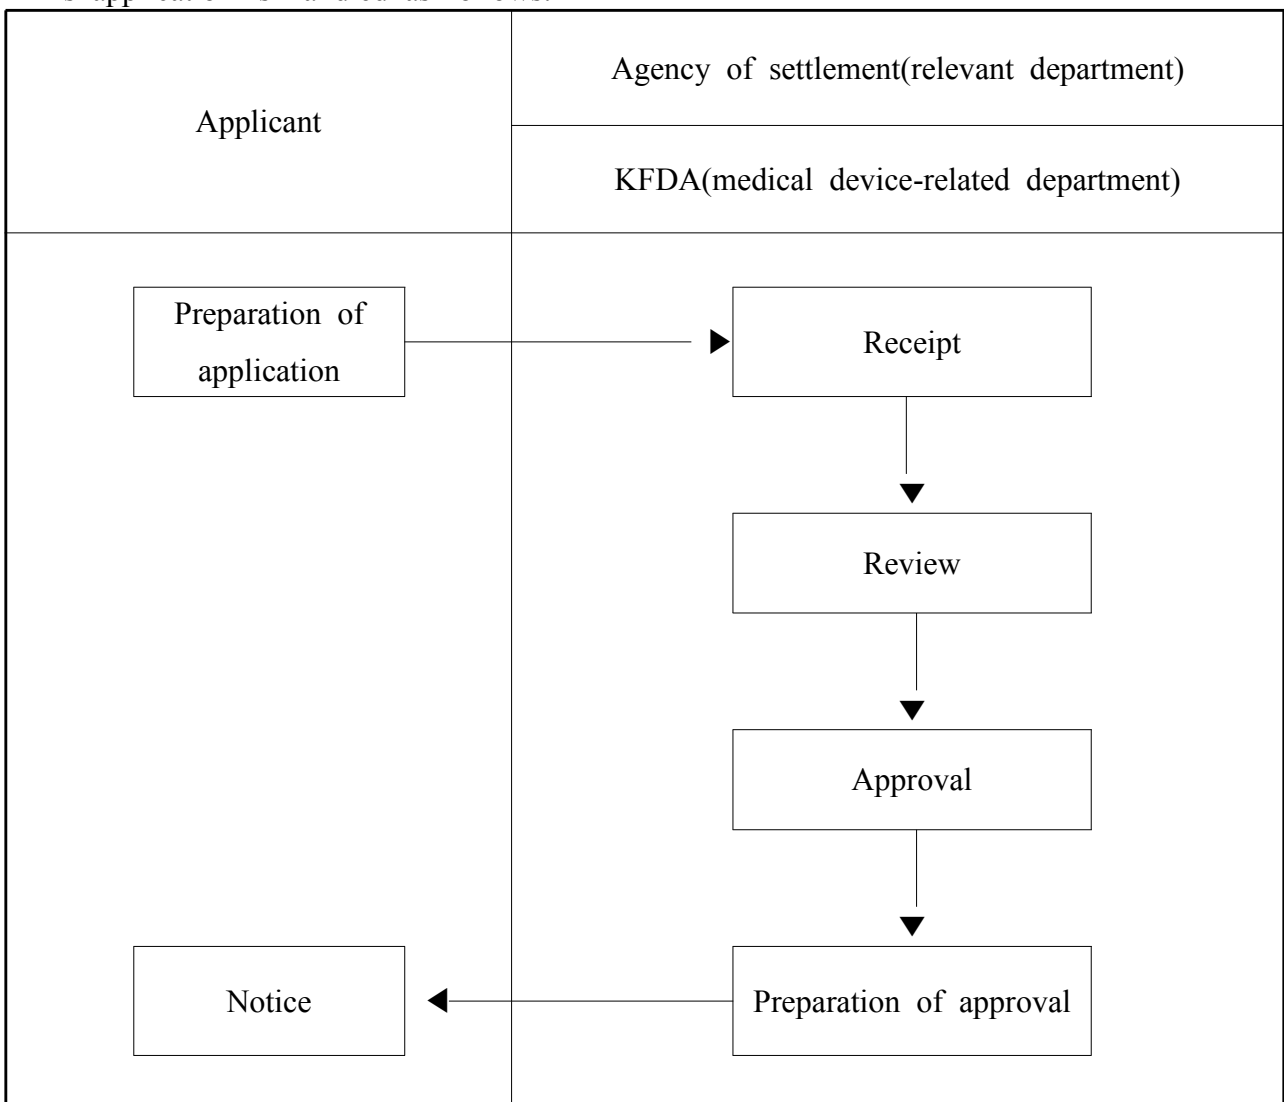 Applicant
Agency of settlement(relevant department)
KFDA(medical device-related department)
Preparation of
application
Receipt
Review
Approval
Notice
Preparation of approval